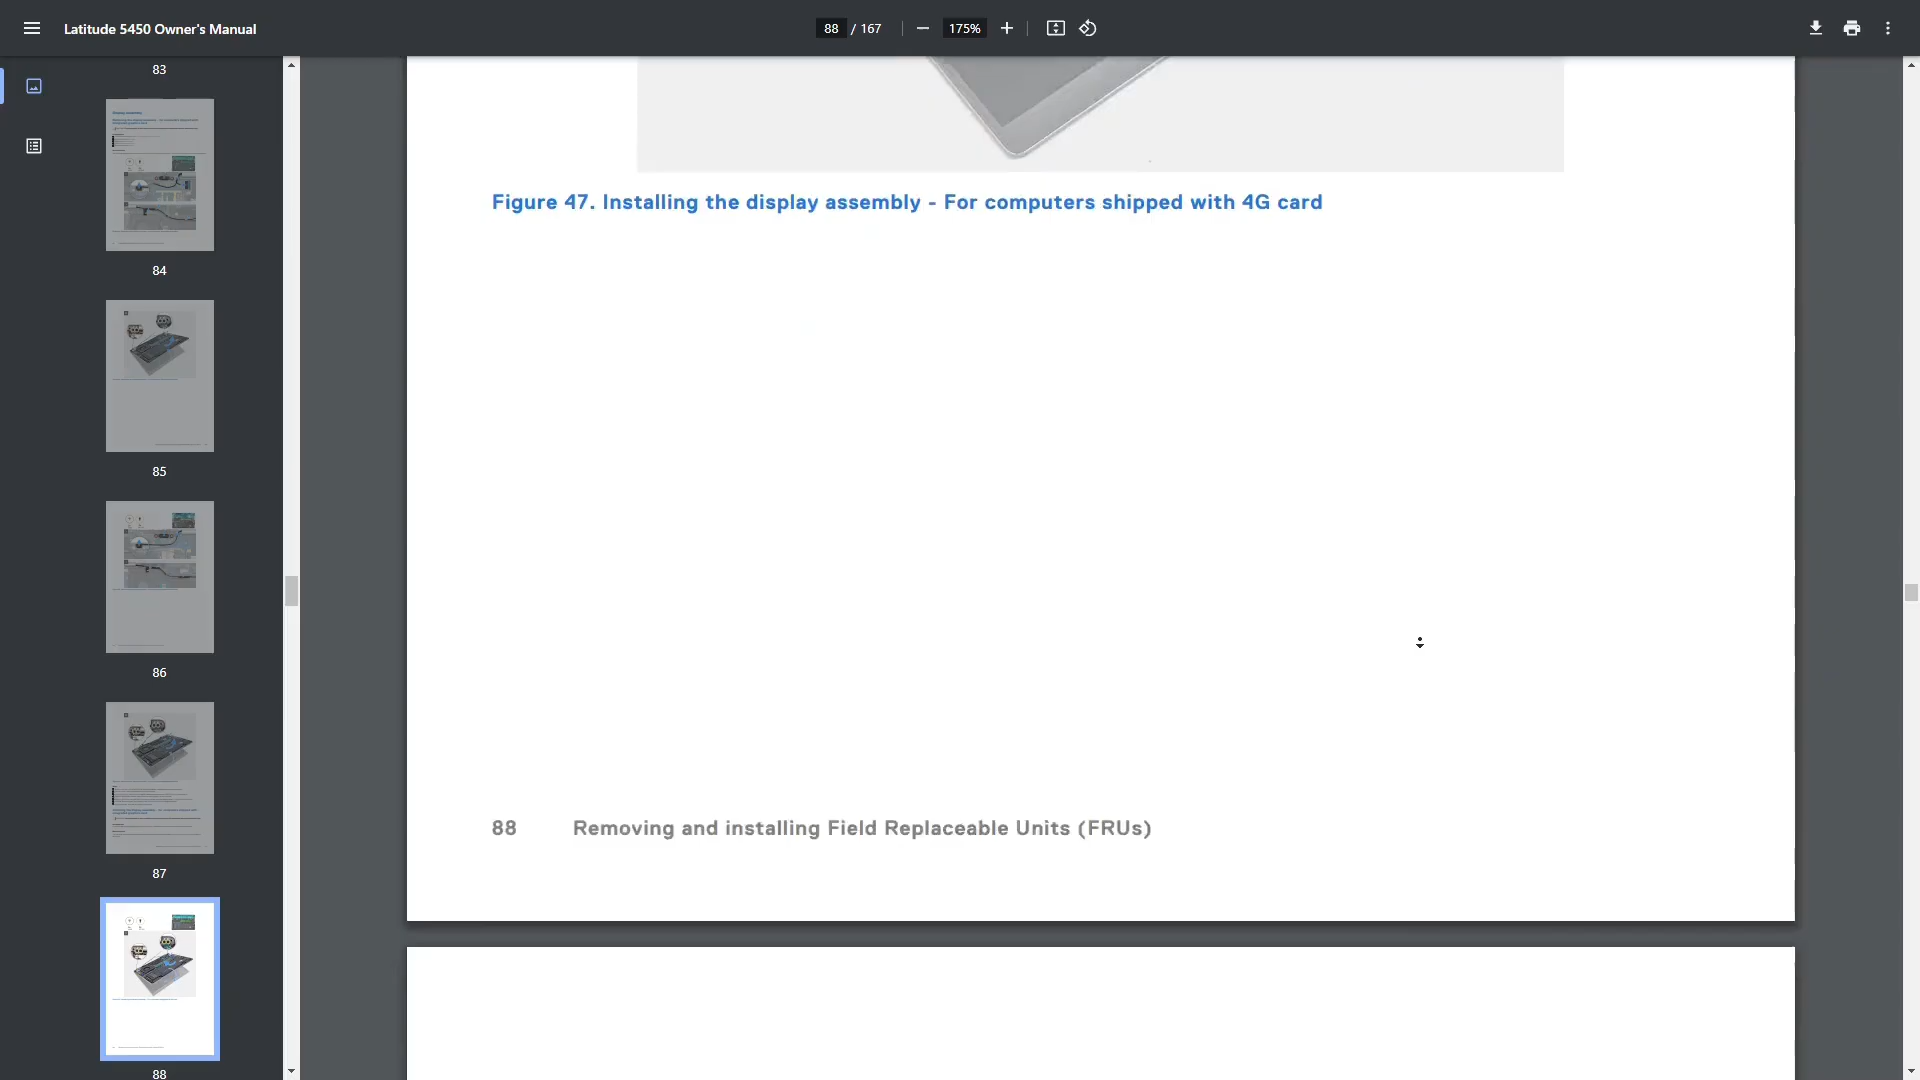 Latitude 5450 Owner's Manual
88 / 167
175%
83
84
85
86
87
88
Figure 47. Installing the display assembly - For computers shipped with 4G card
88 Removing and installing Field Replaceable Units (FRUs)